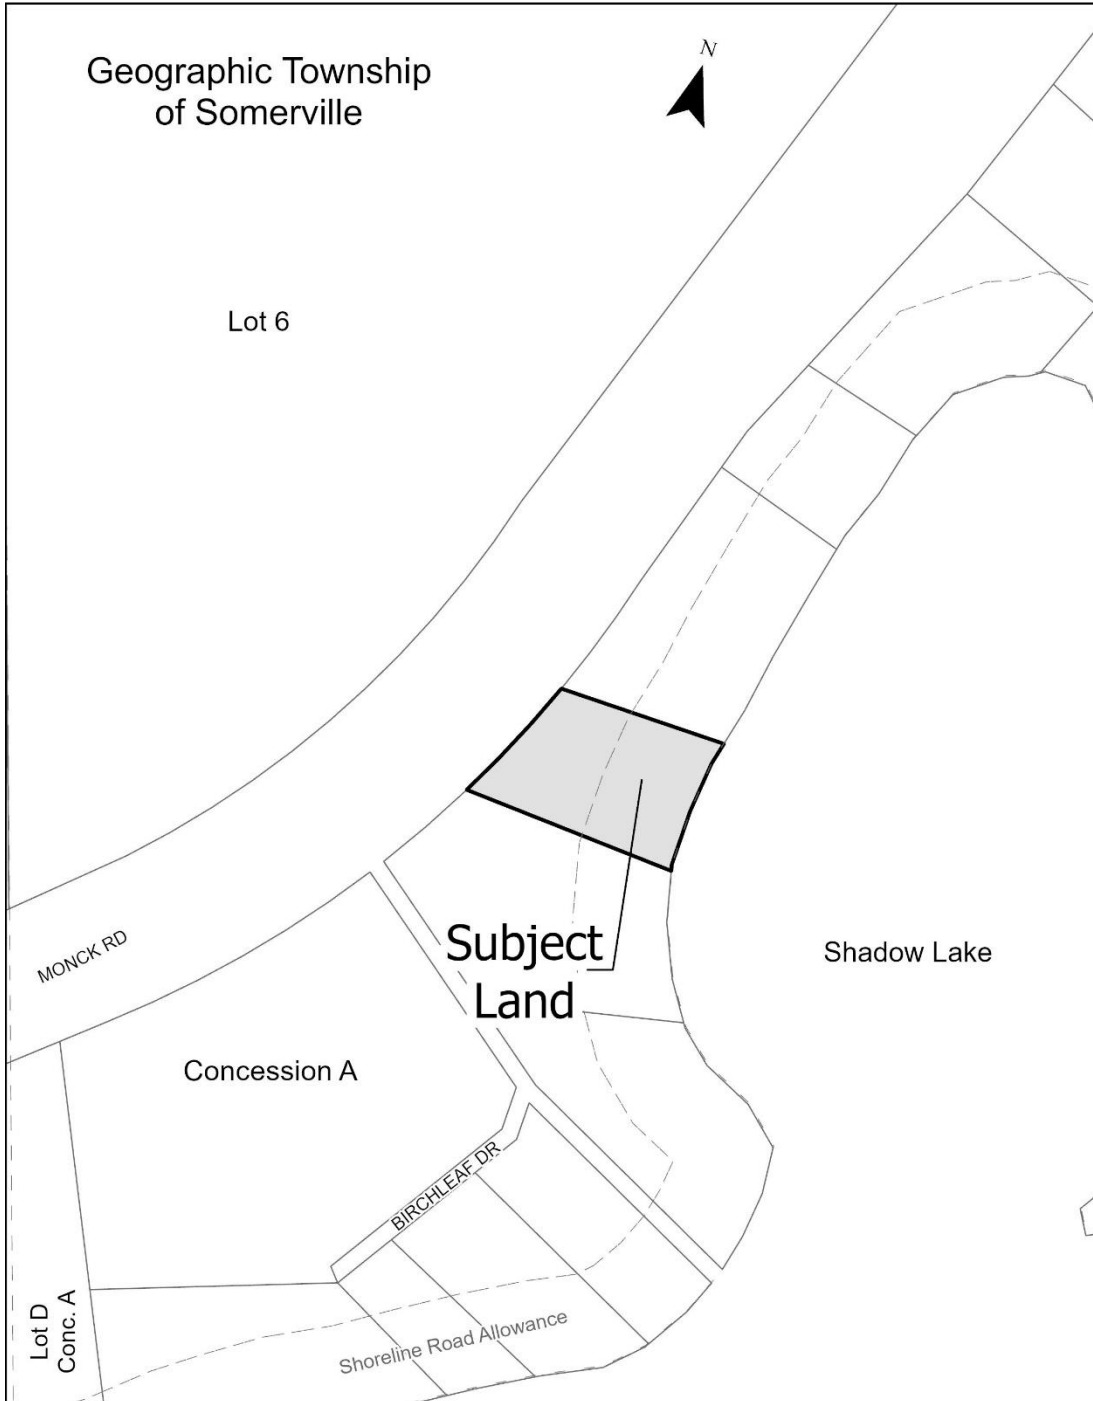 Geographic Township
of Somerville
N
Lot 6
MONCK RD
Subject
Land
Shadow Lake
Concession A
BIRCHLEAF DR
Lot D
Conc. A
Shoreline Road Allowance